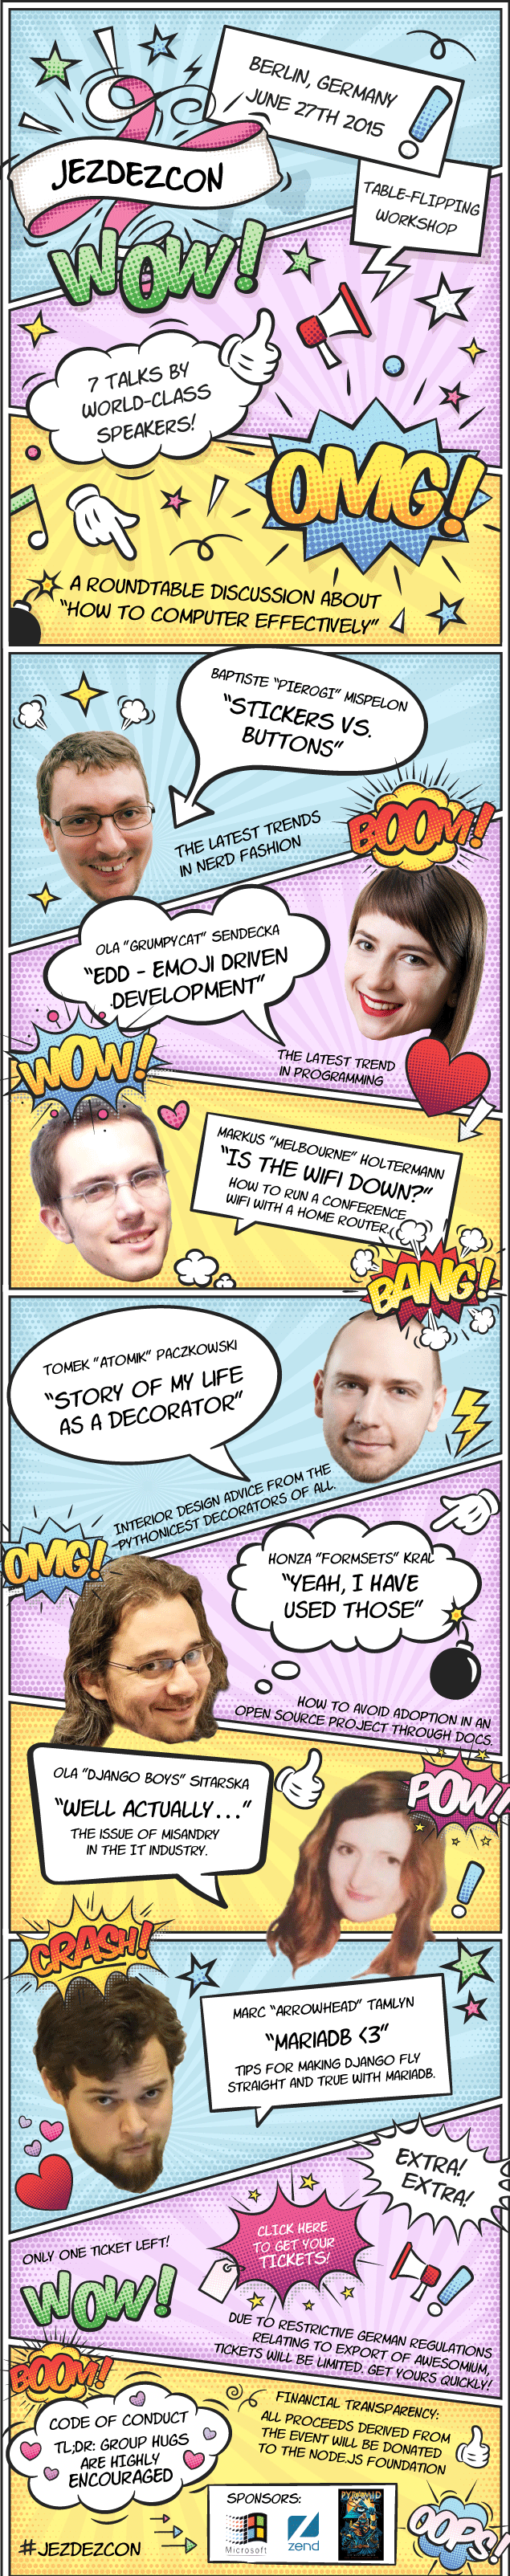 BERLIN, GERMANY
JUNE 27TH 2015
JEZDEZCON
TABLE-FLIPPING
WORKSHOP
WOW!
7 TALKS BY
WORLD-CLASS
SPEAKERS!
OMG!
A ROUNDTABLE DISCUSSION ABOUT
"HOW TO COMPUTER EFFECTIVELY"
BAPTISTE "PIEROGI" MISPELON
"STICKERS VS.
BUTTONS"
THE LATEST TRENDS
IN NERD FASHION
BOOM!
OLA "GRUMPYCAT" SENDECKA
"EDD - EMOJI DRIVEN
DEVELOPMENT"
THE LATEST TREND
IN PROGRAMMING
WOW!
MARKUS "MELBOURNE" HOLTERMANN
"IS THE WIFI DOWN?"
HOW TO RUN A CONFERENCE
WIFI WITH A HOME ROUTER
BANG!
TOMEK "ATOMIK" PACZKOWSKI
"STORY OF MY LIFE
AS A DECORATOR"
INTERIOR DESIGN ADVICE FROM THE
PYTHONICEST DECORATORS OF ALL.
OMG!
HONZA "FORMSETS" KRAL
"YEAH, I HAVE
USED THOSE"
HOW TO AVOID ADOPTION IN AN
OPEN SOURCE PROJECT THROUGH DOCS.
OLA "DJANGO BOYS" SITARSKA
"WELL ACTUALLY..."
THE ISSUE OF MISANDRY
IN THE IT INDUSTRY.
POW!
CRASH!
MARC "ARROWHEAD" TAMLYN
"MARIADB <3"
TIPS FOR MAKING DJANGO FLY
STRAIGHT AND TRUE WITH MARIADB.
EXTRA!
EXTRA!
CLICK HERE
TO GET YOUR
TICKETS!
ONLY ONE TICKET LEFT!
WOW!
DUE TO RESTRICTIVE GERMAN REGULATIONS
RELATING TO EXPORT OF AWESOMIUM,
TICKETS WILL BE LIMITED. GET YOURS QUICKLY!
BOOM!
CODE OF CONDUCT
TL;DR: GROUP HUGS
ARE HIGHLY
ENCOURAGED
FINANCIAL TRANSPARENCY:
ALL PROCEEDS DERIVED FROM
THE EVENT WILL BE DONATED
TO THE NODE.JS FOUNDATION
SPONSORS:
Microsoft
zend
PYRAMID
OOPS!
#JEZDEZCON